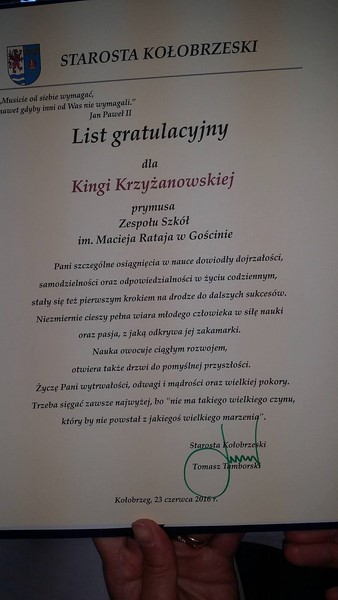 STAROSTA KOŁOBRZESKI
„Musicie od siebie wymagać,
nawet gdyby inni od Was nie wymagali.”
Jan Paweł II
List gratulacyjny
dla
Kingi Krzyżanowskiej
prymusa
Zespołu Szkół
im. Macieja Rataja w Gościnie
Pani szczególne osiągnięcia w nauce dowiodły dojrzałości,
samodzielności oraz odpowiedzialności w życiu codziennym,
stały się też pierwszym krokiem na drodze do dalszych sukcesów.
Niezmiernie cieszy pełna wiara młodego człowieka w siłę nauki
oraz pasja, z jaką odkrywa jej zakamarki.
Nauka owocuje ciągłym rozwojem,
otwiera także drzwi do pomyślnej przyszłości.
Życzę Pani wytrwałości, odwagi i mądrości oraz wielkiej pokory.
Trzeba sięgać zawsze najwyżej, bo "nie ma takiego wielkiego czynu,
który by nie powstał z jakiegoś wielkiego marzenia".
Starosta Kołobrzeski
Tomasz Tamborski
Kołobrzeg, 23 czerwca 2016 r.